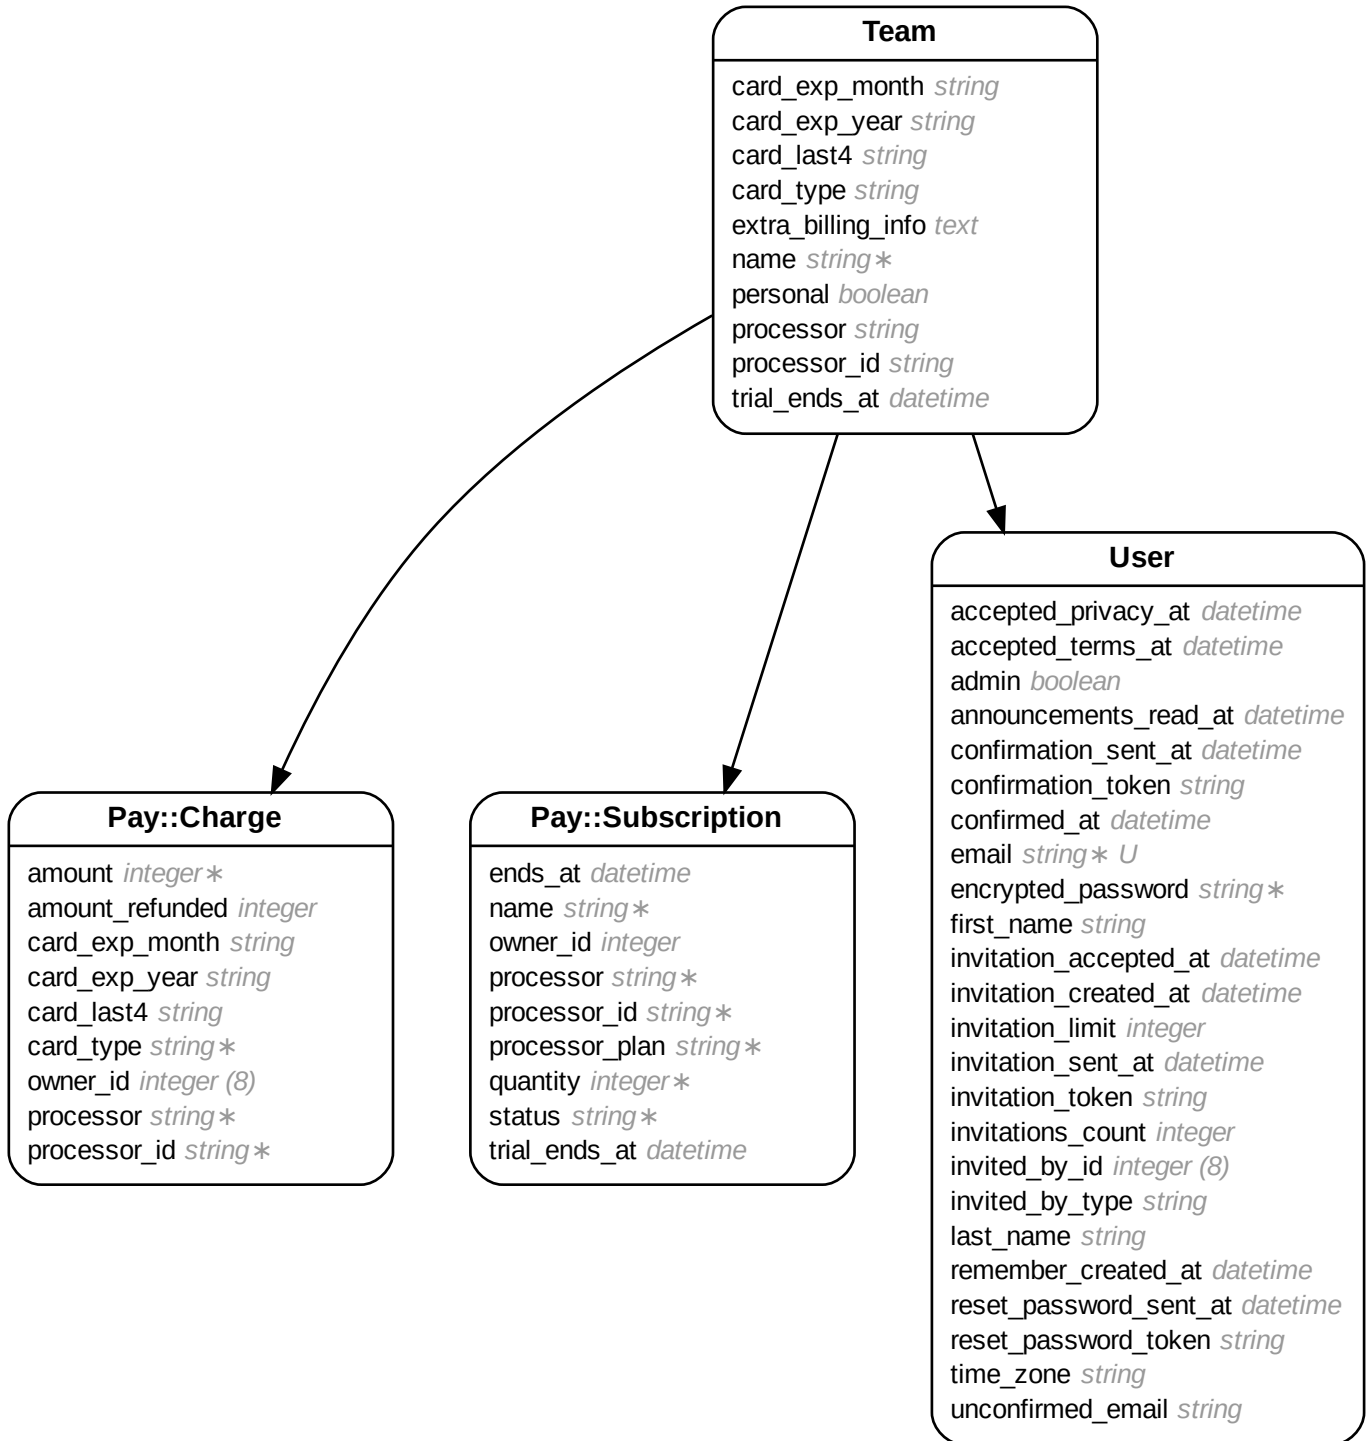 Team
card_exp_month string
card_exp_year string
card_last4 string
card_type string
extra_billing_info text
name string∗
personal boolean
processor string
processor_id string
trial_ends_at datetime
Pay::Charge
amount integer∗
amount_refunded integer
card_exp_month string
card_exp_year string
card_last4 string
card_type string∗
owner_id integer (8)
processor string∗
processor_id string∗
Pay::Subscription
ends_at datetime
name string∗
owner_id integer
processor string∗
processor_id string∗
processor_plan string∗
quantity integer∗
status string∗
trial_ends_at datetime
User
accepted_privacy_at datetime
accepted_terms_at datetime
admin boolean
announcements_read_at datetime
confirmation_sent_at datetime
confirmation_token string
confirmed_at datetime
email string∗ U
encrypted_password string∗
first_name string
invitation_accepted_at datetime
invitation_created_at datetime
invitation_limit integer
invitation_sent_at datetime
invitation_token string
invitations_count integer
invited_by_id integer (8)
invited_by_type string
last_name string
remember_created_at datetime
reset_password_sent_at datetime
reset_password_token string
time_zone string
unconfirmed_email string